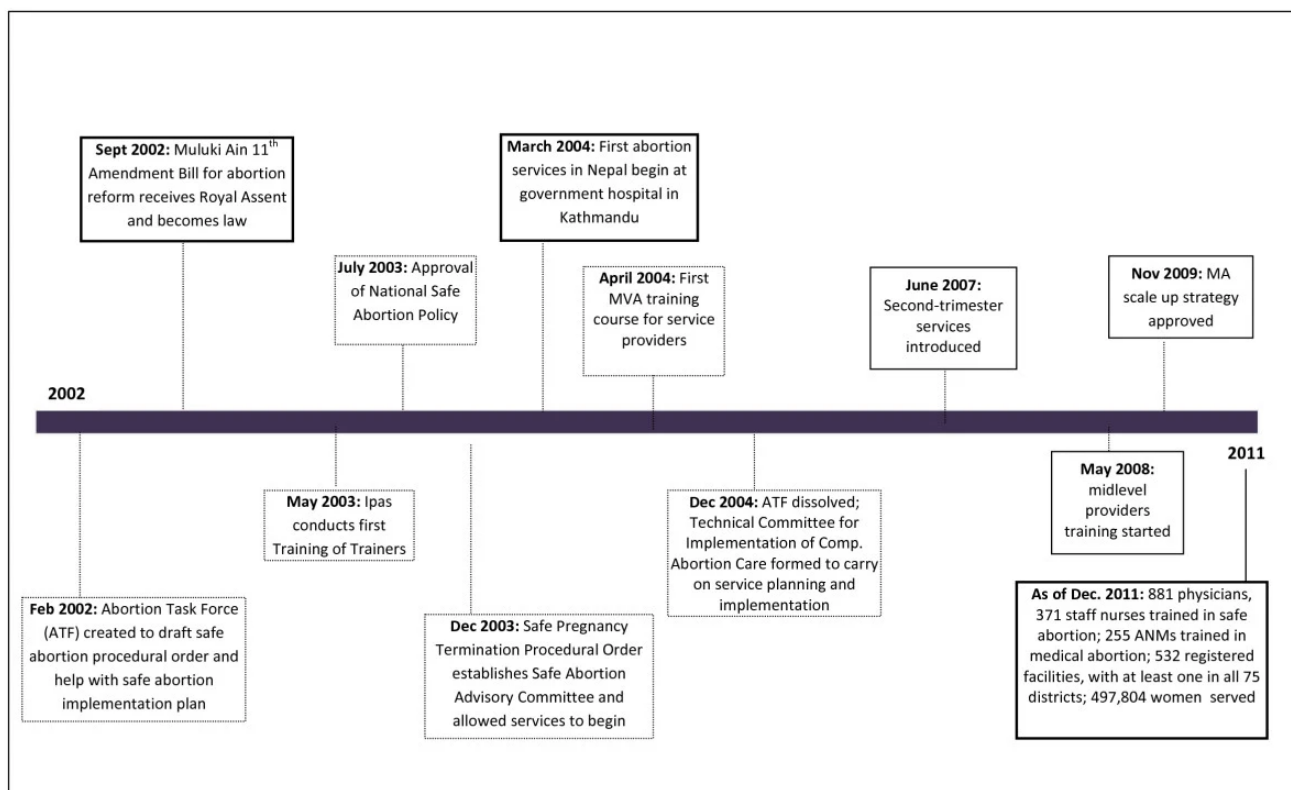 Sept 2002: Muluki Ain 11th
Amendment Bill for abortion
reform receives Royal Assent
and becomes law
March 2004: First abortion
services in Nepal begin at
government hospital in
Kathmandu
July 2003: Approval
of National Safe
Abortion Policy
April 2004: First
MVA training
course for service
providers
June 2007:
Second-trimester
services
introduced
Nov 2009: MA
scale up strategy
approved
2002
2011
May 2003: Ipas
conducts first
Training of Trainers
Dec 2004: ATF dissolved;
Technical Committee for
Implementation of Comp.
Abortion Care formed to carry
on service planning and
implementation
May 2008:
midlevel
providers
training started
Feb 2002: Abortion Task Force
(ATF) created to draft safe
abortion procedural order and
help with safe abortion
implementation plan
Dec 2003: Safe Pregnancy
Termination Procedural Order
establishes Safe Abortion
Advisory Committee and
allowed services to begin
As of Dec. 2011: 881 physicians,
371 staff nurses trained in safe
abortion; 255 ANMs trained in
medical abortion; 532 registered
facilities, with at least one in all 75
districts; 497,804 women served